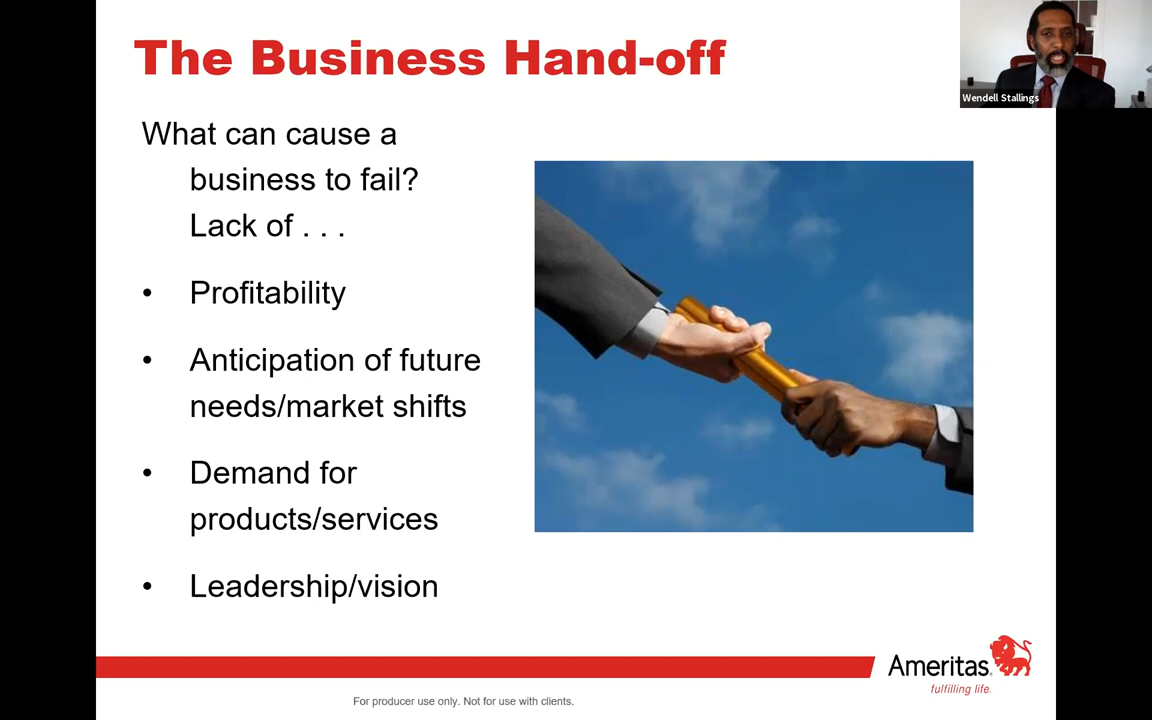 The Business Hand-off
Wendell Stallings
What can cause a
business to fail?
Lack of . . .
• Profitability
• Anticipation of future
needs/market shifts
• Demand for
products/services
• Leadership/vision
Ameritas®
fulfilling life®
For producer use only. Not for use with clients.